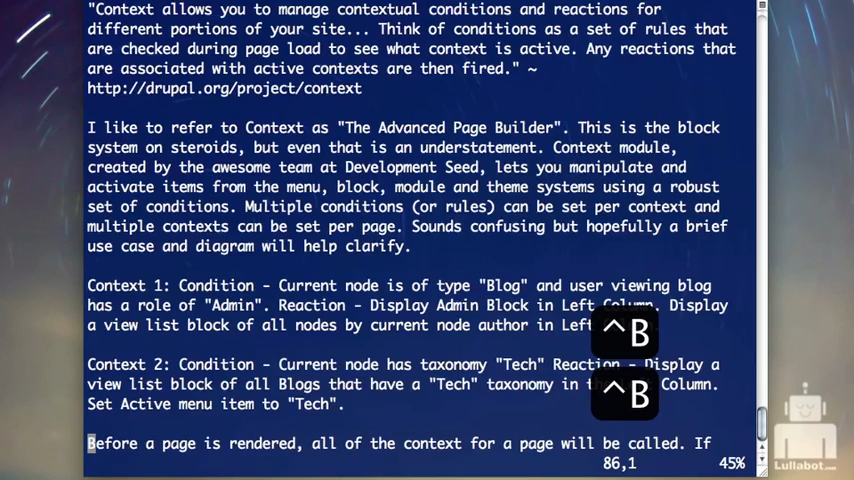 "Context allows you to manage contextual conditions and reactions for
different portions of your site... Think of conditions as a set of rules that
are checked during page load to see what context is active. Any reactions that
are associated with active contexts are then fired." ~
http://drupal.org/project/context
I like to refer to Context as "The Advanced Page Builder". This is the block
system on steroids, but even that is an understatement. Context module,
created by the awesome team at Development Seed, lets you manipulate and
activate items from the menu, block, module and theme systems using a robust
set of conditions. Multiple conditions (or rules) can be set per context and
multiple contexts can be set per page. Sounds confusing but hopefully a brief
use case and diagram will help clarify.
Context 1: Condition - Current node is of type "Blog" and user viewing blog
has a role of "Admin". Reaction - Display Admin Block in Left Column. Display
a view list block of all nodes by current node author in Left
Context 2: Condition - Current node has taxonomy "Tech" Reaction - Display a
view list block of all Blogs that have a "Tech" taxonomy in Column.
Set Active menu item to "Tech".
Before a page is rendered, all of the context for a page will be called. If
86,1 45%
^B
^B
Lullabot.com